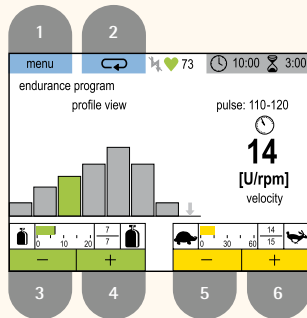 1 2
menu 73 10:00 3:00
endurance program
profile view pulse: 110-120
14
[U/rpm]
velocity
0 10 20 7 7 0 30 60 14 15
− + − +
3 4 5 6